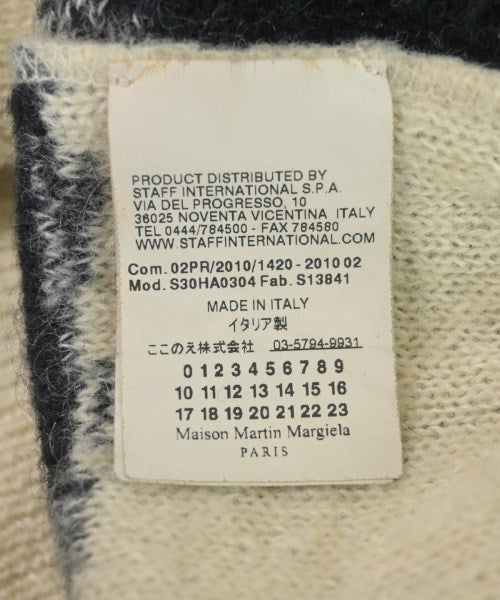 PRODUCT DISTRIBUTED BY
STAFF INTERNATIONAL S.P.A.
VIA DEL PROGRESSO, 10
36025 NOVENTA VICENTINA ITALY
TEL 0444/784500 - FAX 784580
WWW.STAFFINTERNATIONAL.COM
Com. 02PR/2010/1420 - 2010 02
Mod. S30HA0304 Fab. S13841
MADE IN ITALY
イタリア製
ここのえ株式会社 03-5794-9931
0 1 2 3 4 5 6 7 8 9
10 11 12 13 14 15 16
17 18 19 20 21 22 23
Maison Martin Margiela
PARIS